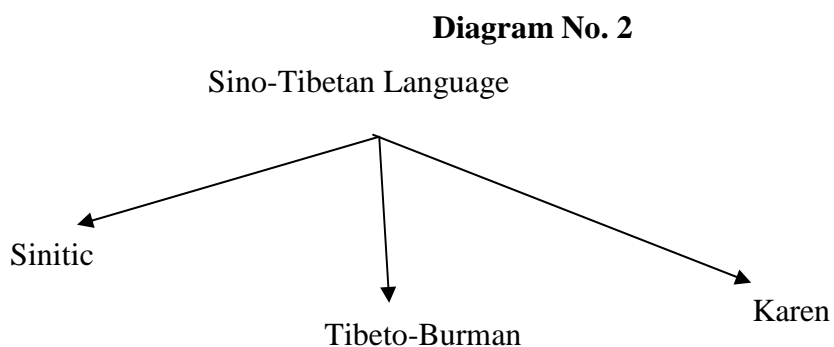 Diagram No. 2
Sino-Tibetan Language
Sinitic
Karen
Tibeto-Burman